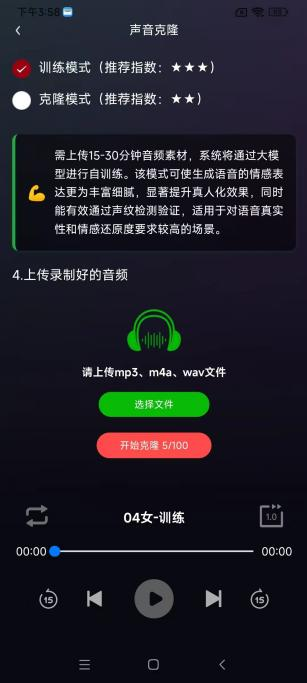 下午3:58
声音克隆
训练模式（推荐指数：★★★）
克隆模式（推荐指数：★★）
需上传15-30分钟音频素材，系统将通过大模
型进行自训练。该模式可使生成语音的情感表
达更为丰富细腻，显著提升真人化效果，同时
能有效通过声纹检测验证，适用于对语音真实
性和情感还原度要求较高的场景。
4.上传录制好的音频
请上传mp3、m4a、wav文件
选择文件
开始克隆 5/100
04女-训练
1.0
00:00
00:00
15
15